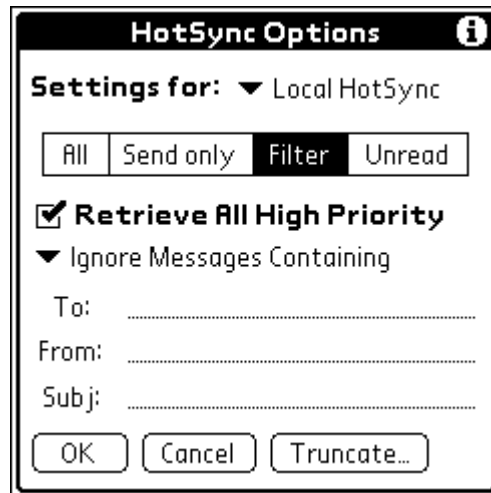 HotSync Options i
Settings for: Local HotSync
All Send only Filter Unread
Retrieve All High Priority
Ignore Messages Containing
To:
From:
Subj:
OK Cancel Truncate...